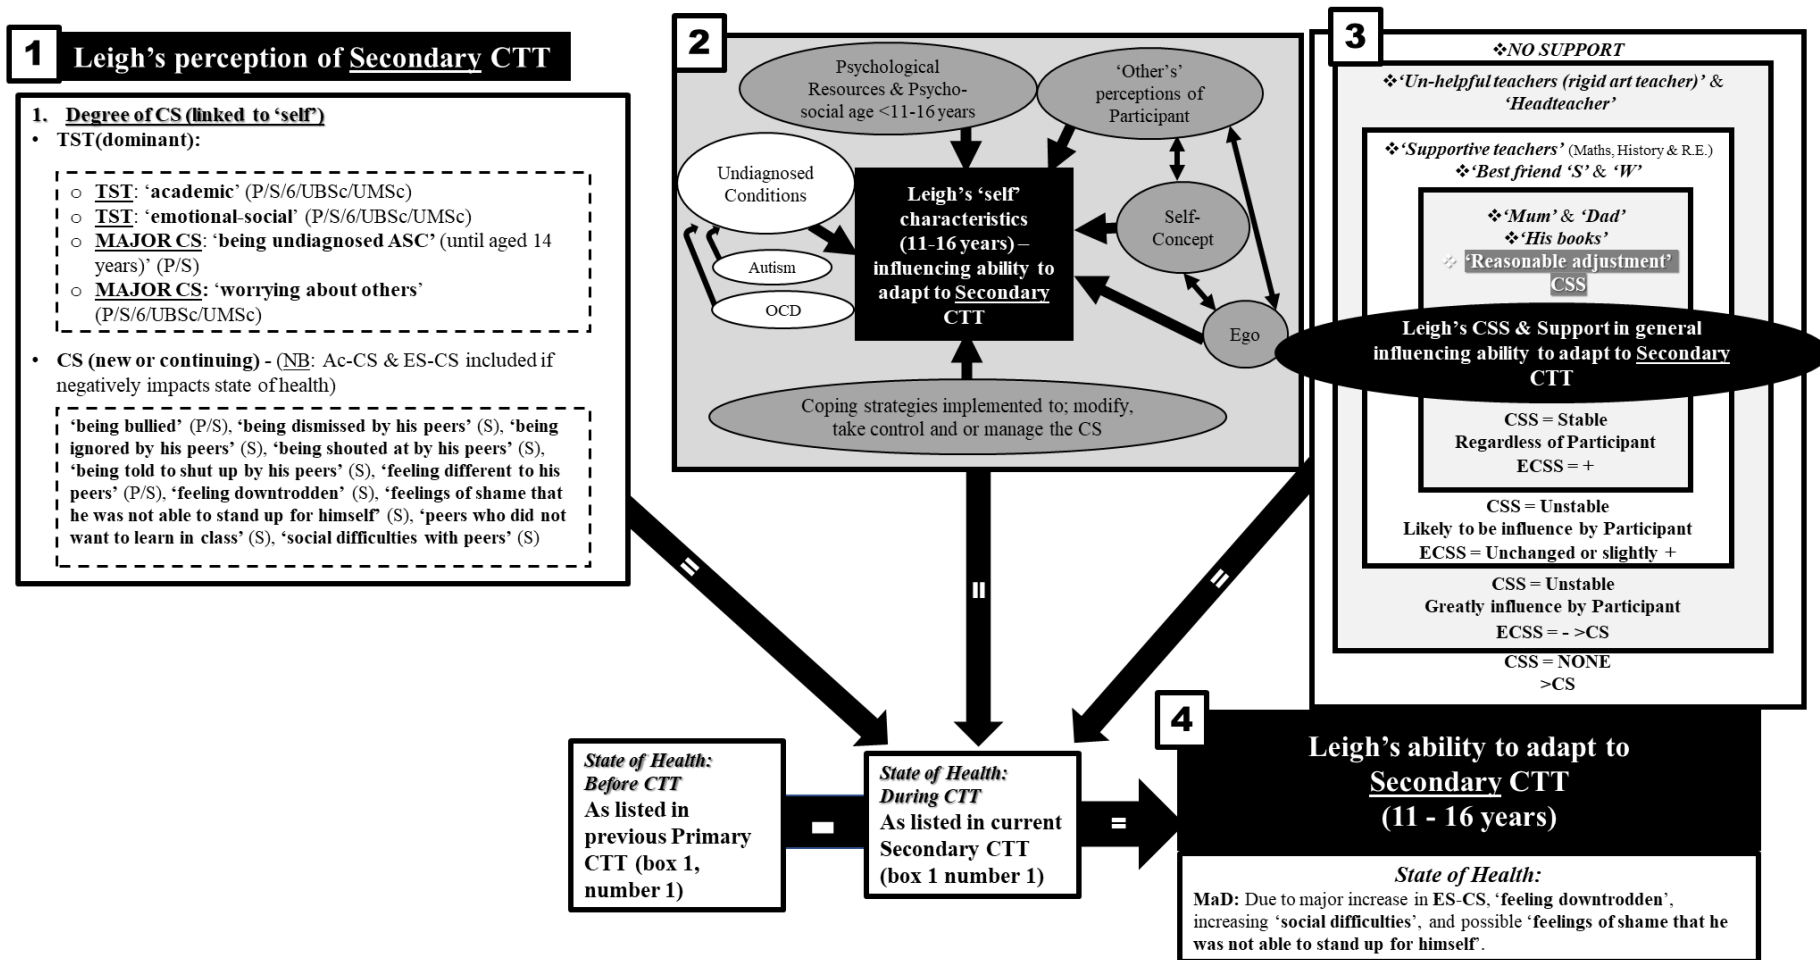 1
Leigh's perception of Secondary CTT
1. Degree of CS (linked to 'self')
• TST(dominant):
o TST: 'academic' (P/S/6/UBSc/UMSc)
o TST: 'emotional-social' (P/S/6/UBSc/UMSc)
o MAJOR CS: 'being undiagnosed ASC' (until aged 14
years)' (P/S)
o MAJOR CS: 'worrying about others'
(P/S/6/UBSc/UMSc)
• CS (new or continuing) - (NB: Ac-CS & ES-CS included if
negatively impacts state of health)
'being bullied' (P/S), 'being dismissed by his peers' (S), 'being
ignored by his peers' (S), 'being shouted at by his peers' (S),
'being told to shut up by his peers' (S), 'feeling different to his
peers' (P/S), 'feeling downtrodden' (S), 'feelings of shame that
he was not able to stand up for himself' (S), 'peers who did not
want to learn in class' (S), 'social difficulties with peers' (S)
2
Psychological
Resources & Psycho-
social age <11-16 years
'Other's'
perceptions of
Participant
Undiagnosed
Conditions
Autism
OCD
Leigh's 'self'
characteristics
(11-16 years) –
influencing ability to
adapt to Secondary
CTT
Self-
Concept
Ego
Coping strategies implemented to; modify,
take control and or manage the CS
3
❖NO SUPPORT
❖'Un-helpful teachers (rigid art teacher)' &
'Headteacher'
❖'Supportive teachers' (Maths, History & R.E.)
❖'Best friend 'S' & 'W'
❖'Mum' & 'Dad'
❖'His books'
❖ 'Reasonable adjustment'
CSS
Leigh's CSS & Support in general
influencing ability to adapt to Secondary
CTT
CSS = Stable
Regardless of Participant
ECSS = +
CSS = Unstable
Likely to be influence by Participant
ECSS = Unchanged or slightly +
CSS = Unstable
Greatly influence by Participant
ECSS = - >CS
CSS = NONE
>CS
=
=
=
State of Health:
Before CTT
As listed in
previous Primary
CTT (box 1,
number 1)
-
State of Health:
During CTT
As listed in current
Secondary CTT
(box 1 number 1)
=
4
Leigh's ability to adapt to
Secondary CTT
(11 - 16 years)
State of Health:
MaD: Due to major increase in ES-CS, 'feeling downtrodden',
increasing 'social difficulties', and possible 'feelings of shame that he
was not able to stand up for himself'.